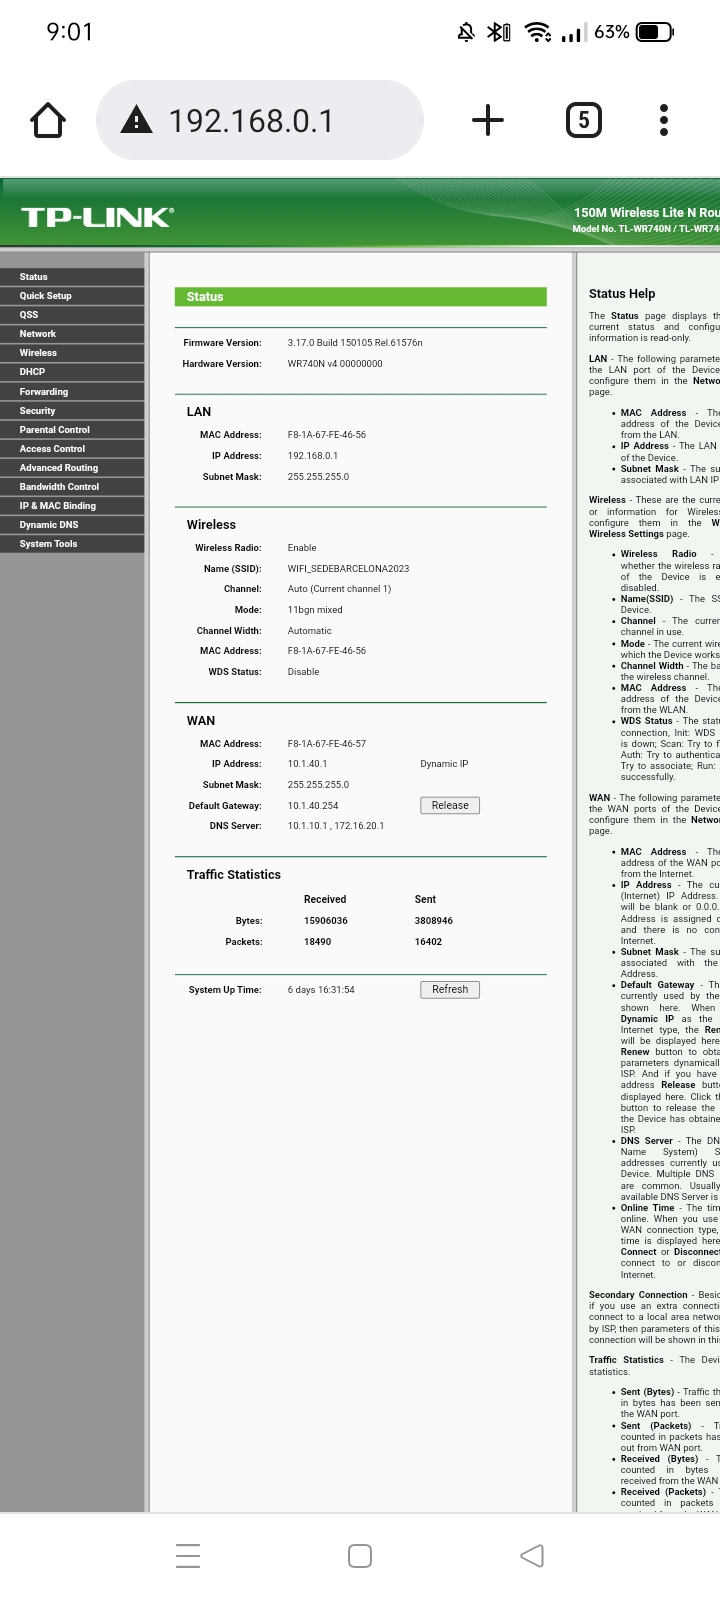 9:01
63%
192.168.0.1
5
TP-LINK®
150M Wireless Lite N Rou
Model No. TL-WR740N / TL-WR74
Status
Quick Setup
QSS
Network
Wireless
DHCP
Forwarding
Security
Parental Control
Access Control
Advanced Routing
Bandwidth Control
IP & MAC Binding
Dynamic DNS
System Tools
Status
Firmware Version: 3.17.0 Build 150105 Rel.61576n
Hardware Version: WR740N v4 00000000
LAN
MAC Address: F8-1A-67-FE-46-56
IP Address: 192.168.0.1
Subnet Mask: 255.255.255.0
Wireless
Wireless Radio: Enable
Name (SSID): WIFI_SEDEBARCELONA2023
Channel: Auto (Current channel 1)
Mode: 11bgn mixed
Channel Width: Automatic
MAC Address: F8-1A-67-FE-46-56
WDS Status: Disable
WAN
MAC Address: F8-1A-67-FE-46-57
IP Address: 10.1.40.1 Dynamic IP
Subnet Mask: 255.255.255.0
Default Gateway: 10.1.40.254 Release
DNS Server: 10.1.10.1 , 172.16.20.1
Traffic Statistics
Received Sent
Bytes: 15906036 3808946
Packets: 18490 16402
System Up Time: 6 days 16:31:54 Refresh
Status Help
The Status page displays th
current status and configu
information is read-only.
LAN - The following paramete
the LAN port of the Device
configure them in the Netwo
page.
• MAC Address - The
address of the Device
from the LAN.
• IP Address - The LAN
of the Device.
• Subnet Mask - The su
associated with LAN IP
Wireless - These are the curre
or information for Wireless
configure them in the W
Wireless Settings page.
• Wireless Radio -
whether the wireless ra
of the Device is e
disabled.
• Name(SSID) - The SS
Device.
• Channel - The curren
channel in use.
• Mode - The current wire
which the Device works
• Channel Width - The ba
the wireless channel.
• MAC Address - The
address of the Device
from the WLAN.
• WDS Status - The statu
connection, Init: WDS
is down; Scan: Try to f
Auth: Try to authentica
Try to associate; Run:
successfully.
WAN - The following paramete
the WAN ports of the Device
configure them in the Netwo
page.
• MAC Address - The
address of the WAN po
from the Internet.
• IP Address - The cu
(Internet) IP Address.
will be blank or 0.0.0.
Address is assigned d
and there is no con
Internet.
• Subnet Mask - The su
associated with the
Address.
• Default Gateway - Th
currently used by the
shown here. When
Dynamic IP as the
Internet type, the Ren
will be displayed here
Renew button to obta
parameters dynamicall
ISP. And if you have
address Release butt
displayed here. Click th
button to release the
the Device has obtaine
ISP.
• DNS Server - The DN
Name System) S
addresses currently us
Device. Multiple DNS
are common. Usually
available DNS Server is
• Online Time - The tim
online. When you use
WAN connection type,
time is displayed here
Connect or Disconnect
connect to or discon
Internet.
Secondary Connection - Besid
if you use an extra connecti
connect to a local area netwo
by ISP, then parameters of this
connection will be shown in this
Traffic Statistics - The Devi
statistics.
• Sent (Bytes) - Traffic th
in bytes has been sen
the WAN port.
• Sent (Packets) - Tr
counted in packets has
out from WAN port.
• Received (Bytes) - T
counted in bytes
received from the WAN
• Received (Packets) - T
counted in packets